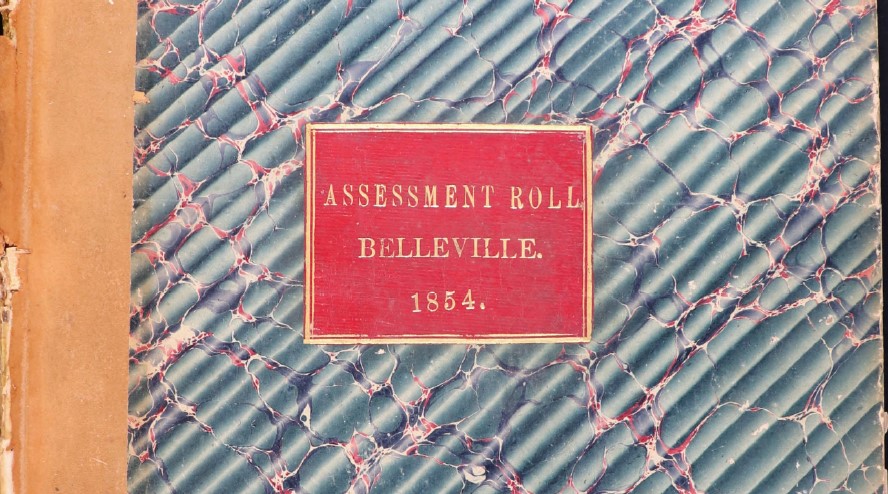 ASSESSMENT ROLL
BELLEVILLE.
1854.